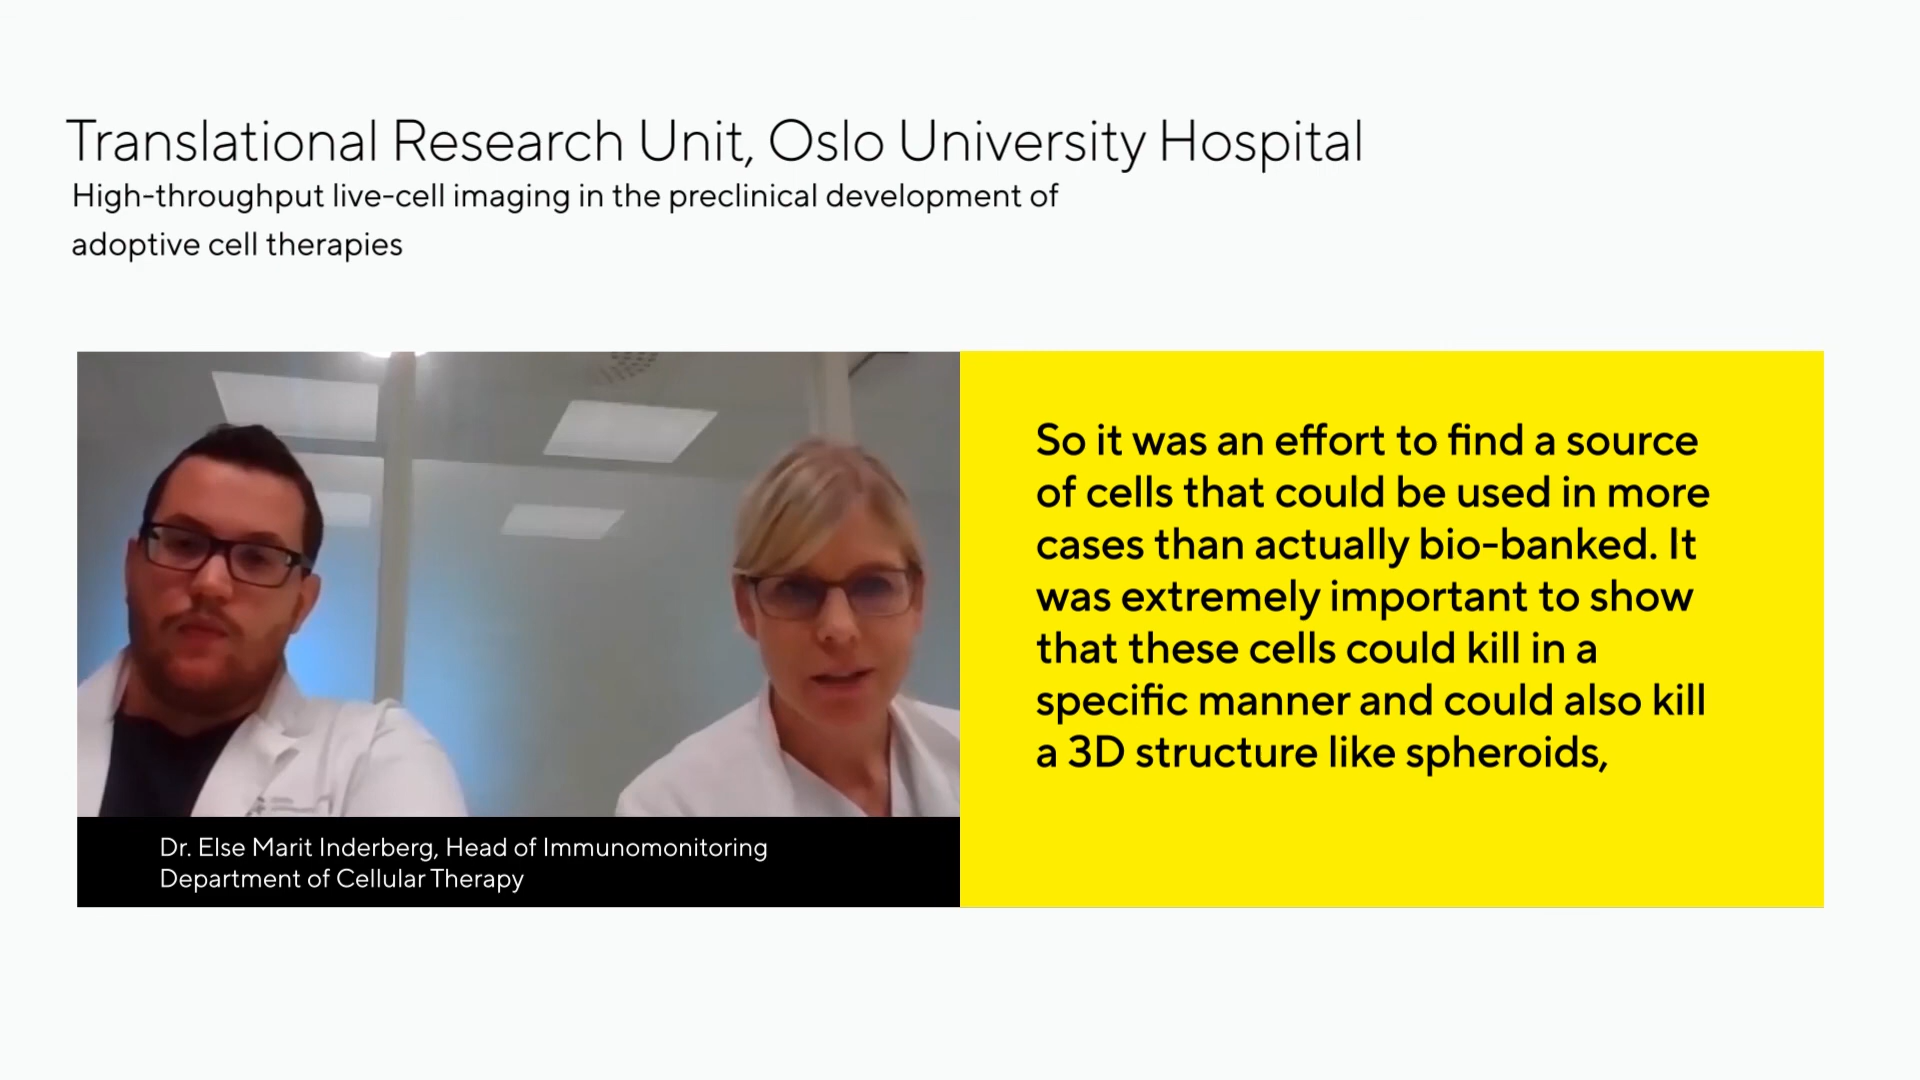 Translational Research Unit, Oslo University Hospital
High-throughput live-cell imaging in the preclinical development of
adoptive cell therapies
So it was an effort to find a source
of cells that could be used in more
cases than actually bio-banked. It
was extremely important to show
that these cells could kill in a
specific manner and could also kill
a 3D structure like spheroids,
Dr. Else Marit Inderberg, Head of Immunomonitoring
Department of Cellular Therapy